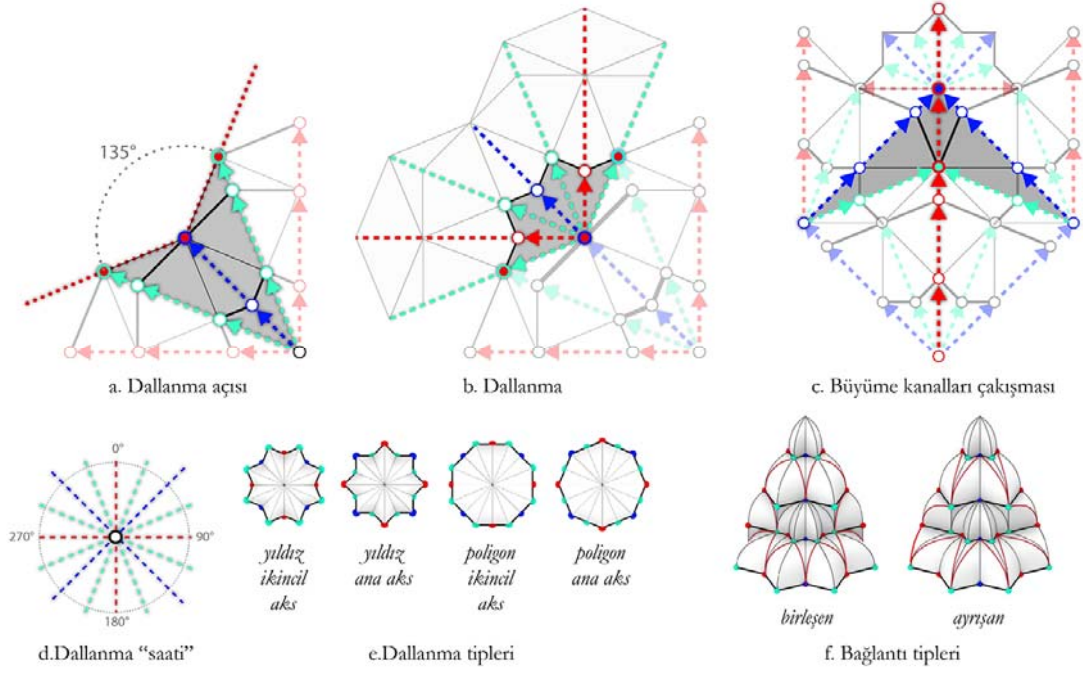 135°
a. Dallanma açısı
b. Dallanma
c. Büyüme kanalları çakışması
0°
270°
90°
180°
yıldız
ikincil
aks
yıldız
ana aks
poligon
ikincil
aks
poligon
ana aks
birleşen
ayrışan
d.Dallanma “saati”
e.Dallanma tipleri
f. Bağlantı tipleri